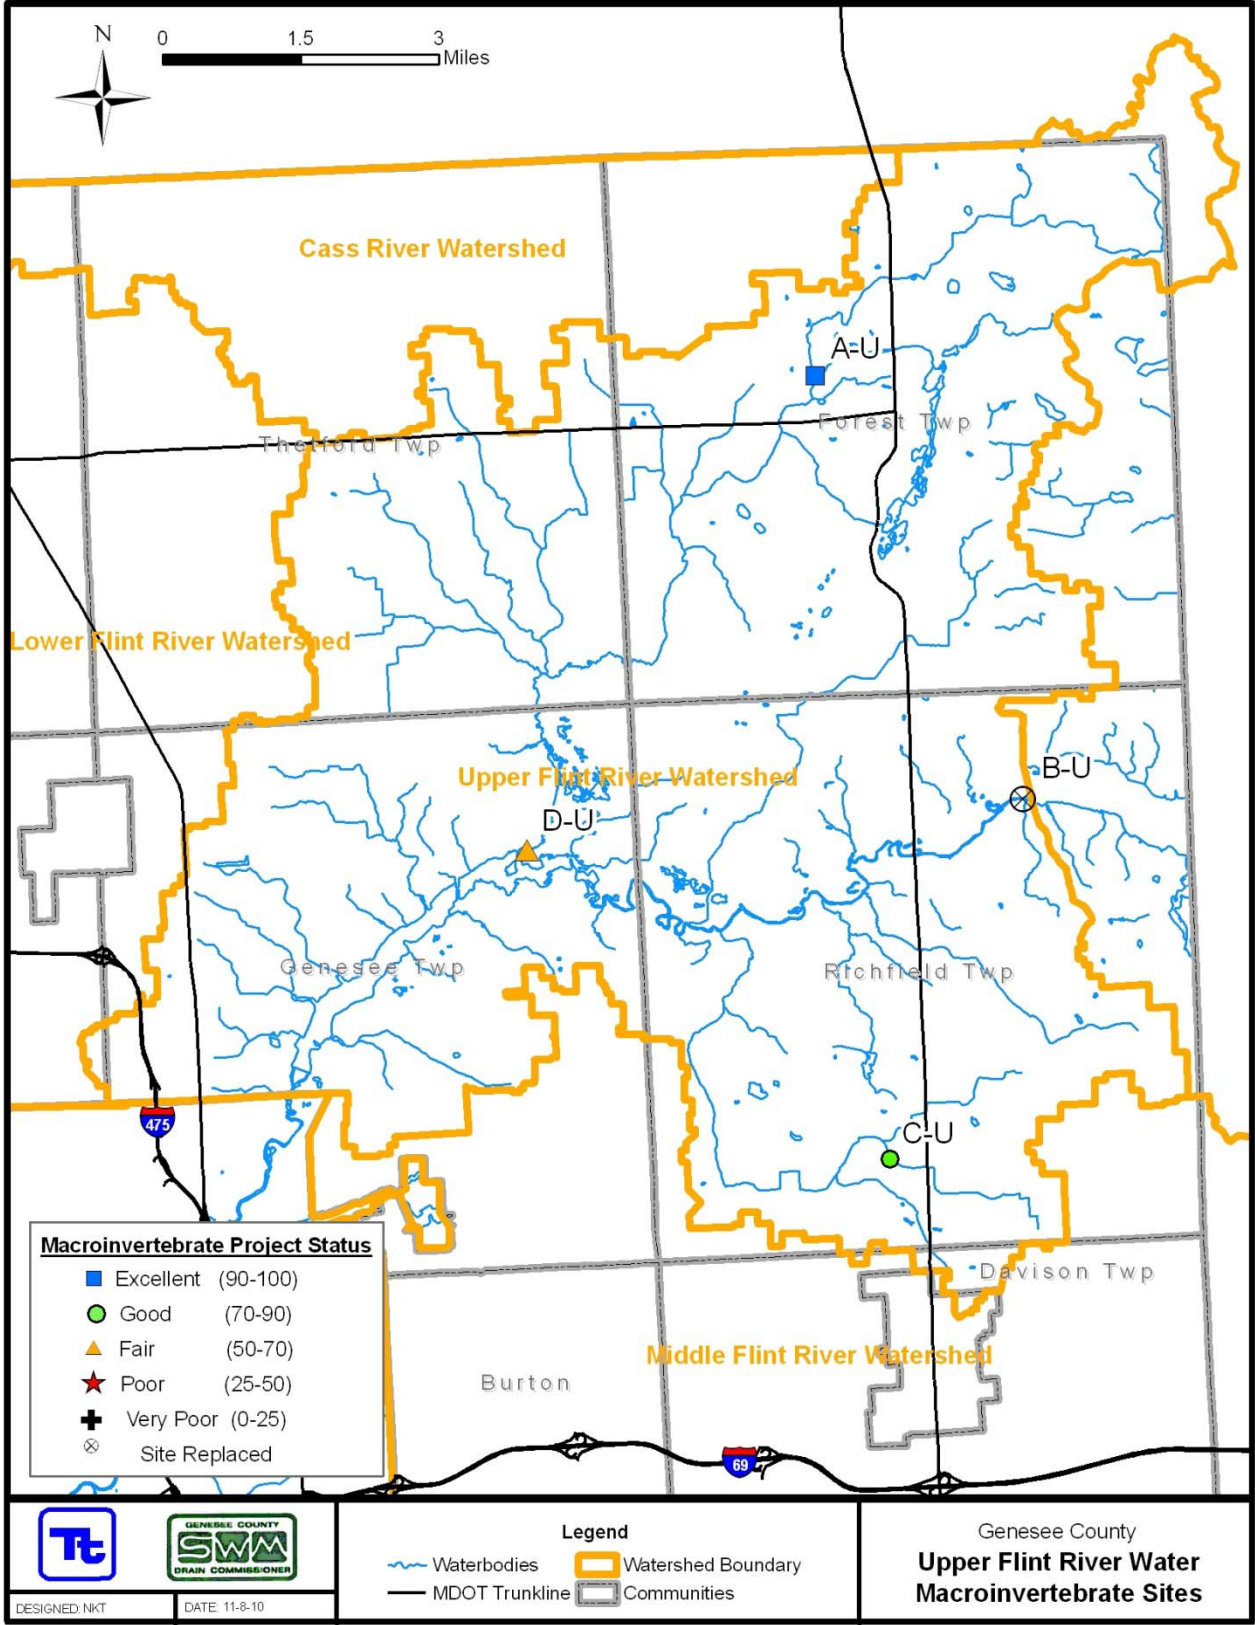 N
0 1.5 3
Miles
Cass River Watershed
A-U
Forest Twp
Thetford Twp
Lower Flint River Watershed
B-U
Upper Flint River Watershed
D-U
Genesee Twp
Richfield Twp
475
C-U
Davison Twp
Middle Flint River Watershed
Burton
69
Macroinvertebrate Project Status
Excellent (90-100)
Good (70-90)
Fair (50-70)
Poor (25-50)
Very Poor (0-25)
Site Replaced
Tt
GENESEE COUNTY
SWM
DRAIN COMMISSIONER
DESIGNED: NKT
DATE: 11-8-10
Legend
Waterbodies
Watershed Boundary
MDOT Trunkline
Communities
Genesee County
Upper Flint River Water
Macroinvertebrate Sites